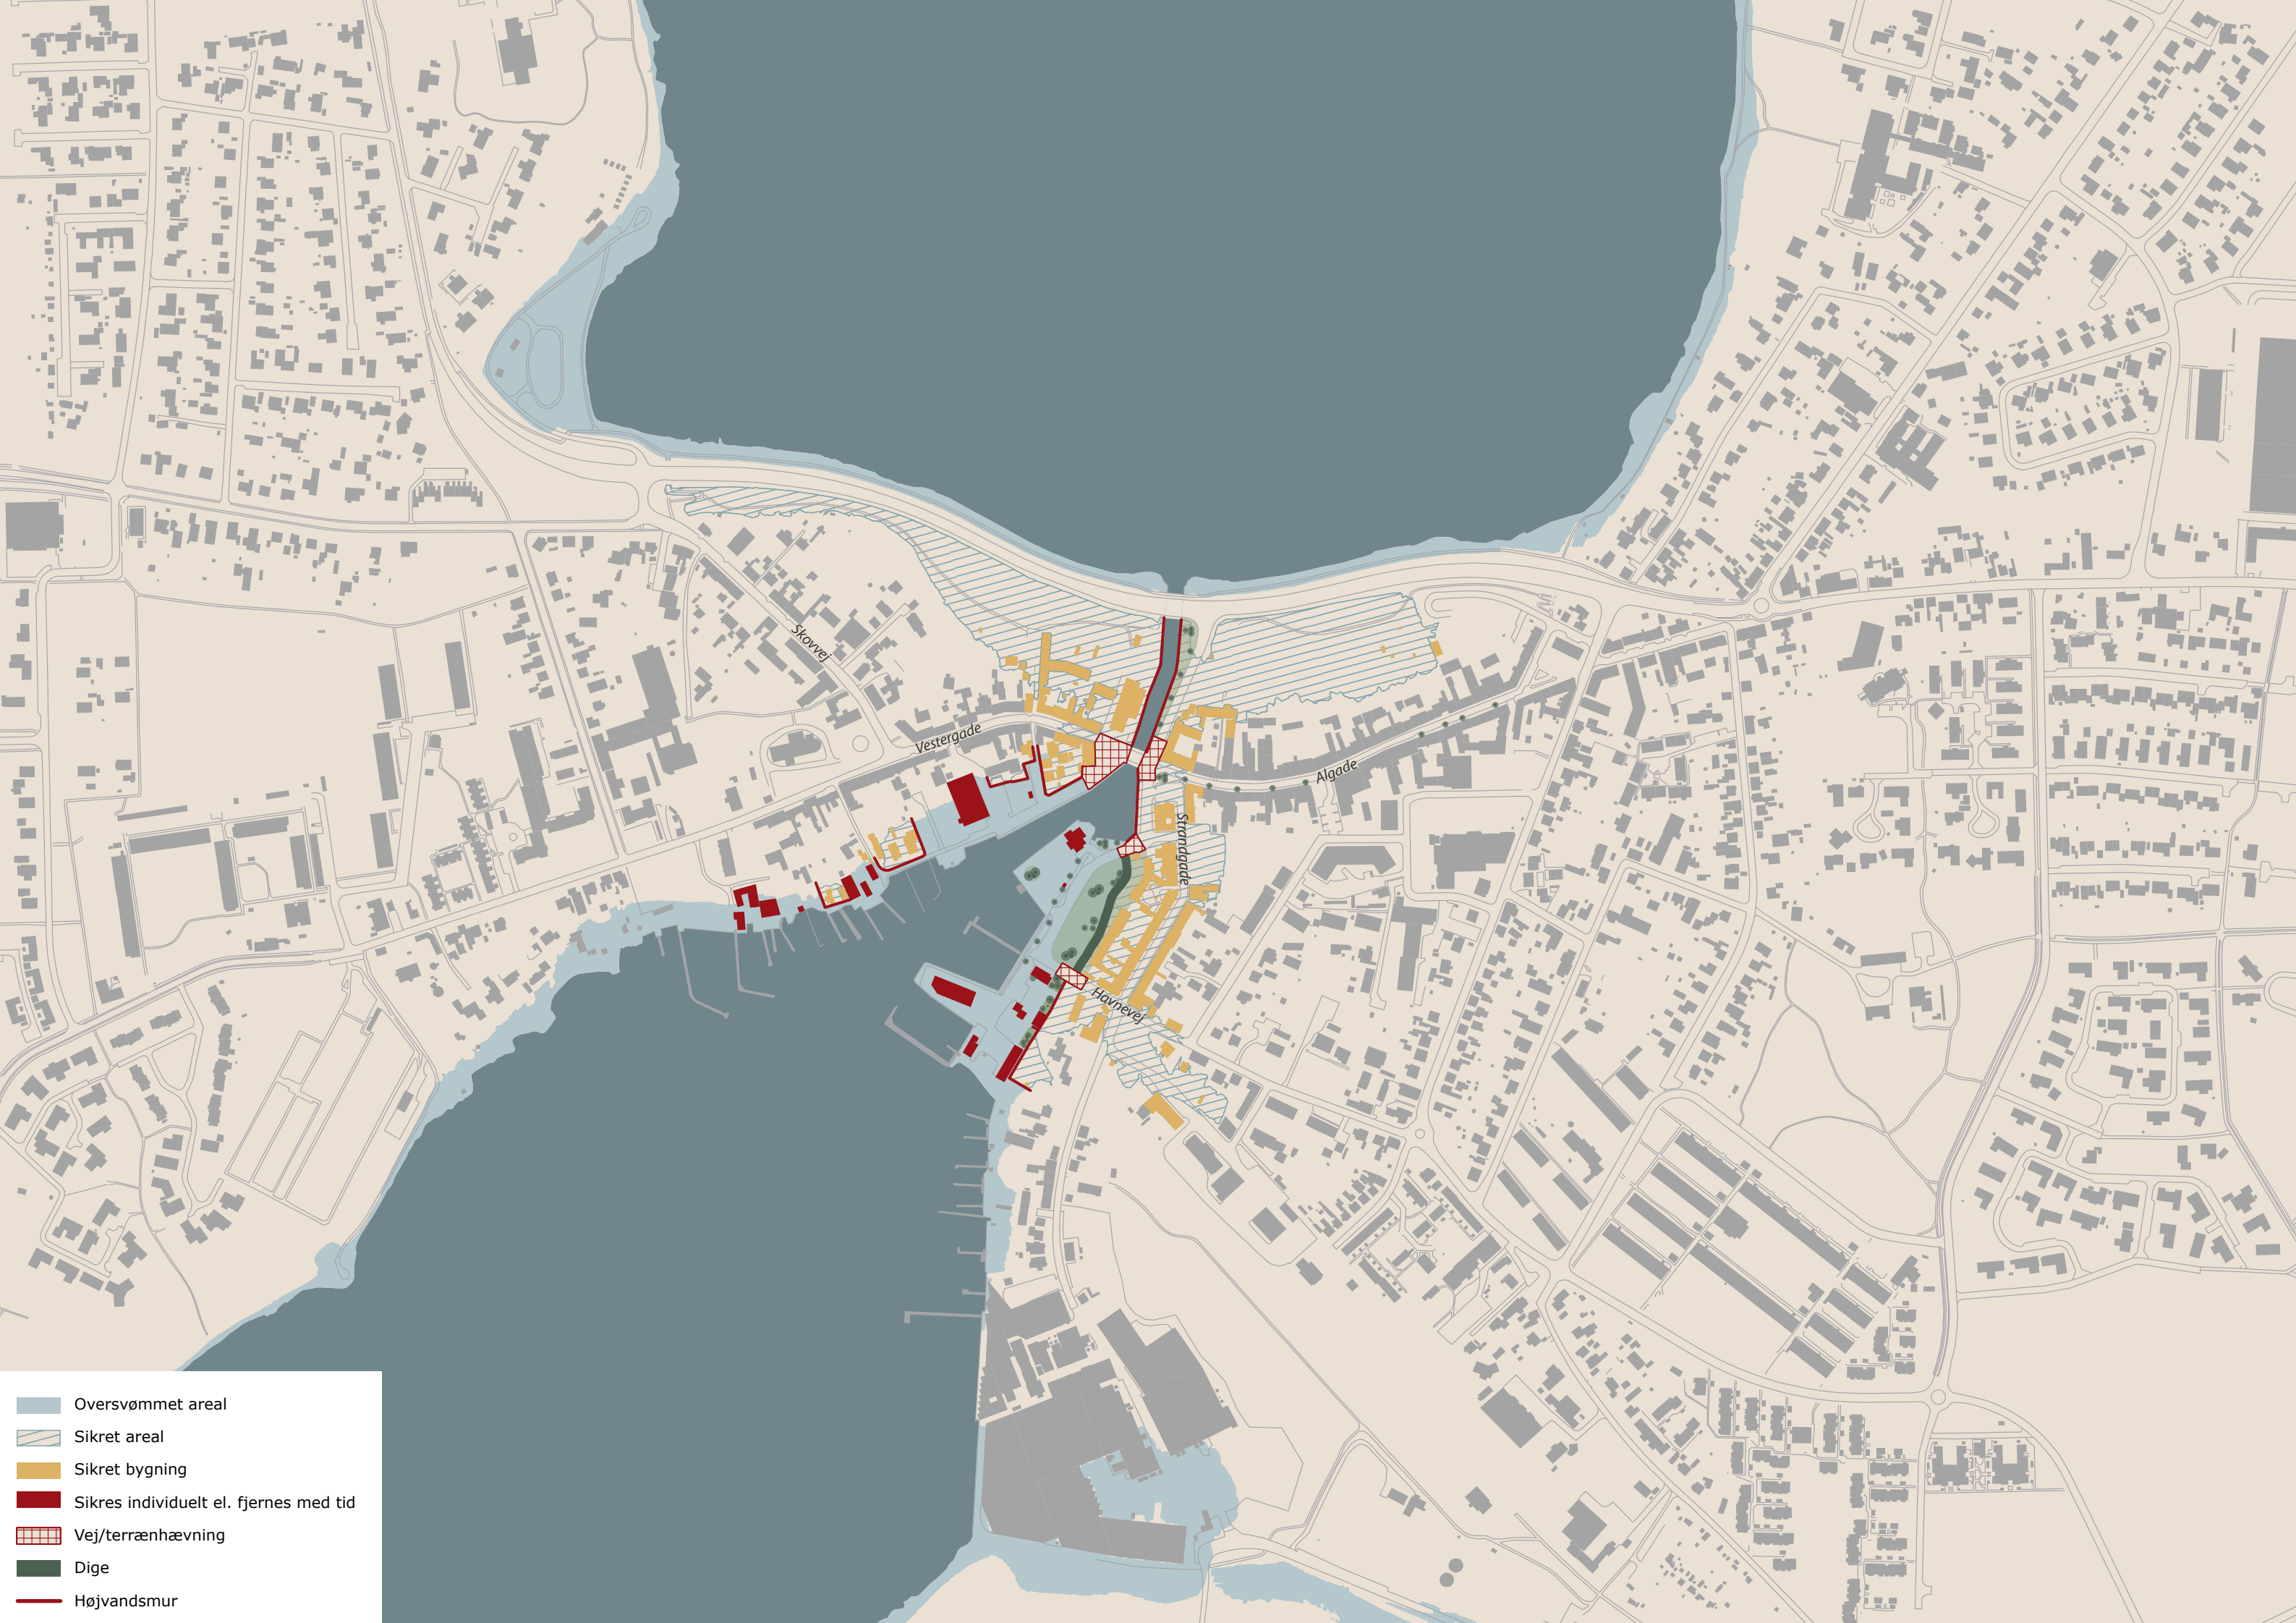 Skovvej
Vestergade
Algade
Strandgade
Havnevej
Oversvømmet areal
Sikret areal
Sikret bygning
Sikres individuelt el. fjernes med tid
Vej/terrænhævning
Dige
Højvandsmur